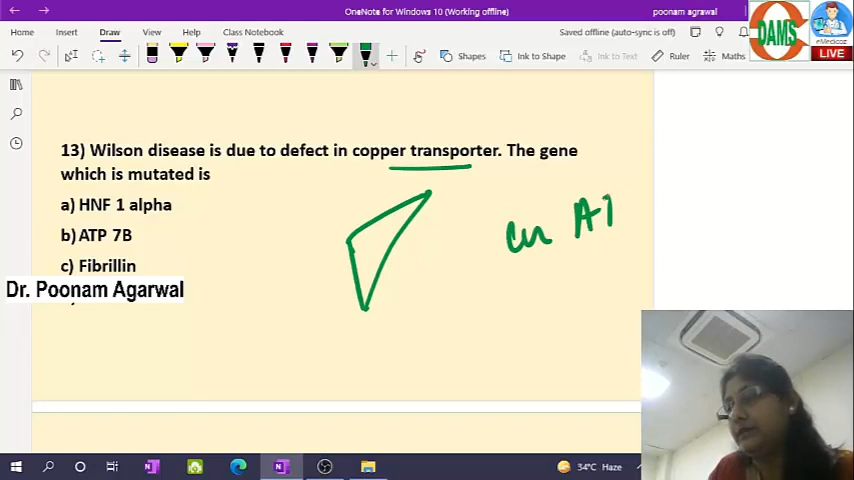 OneNote for Windows 10 (Working offline)
poonam agrawal
Home Insert Draw View Help Class Notebook
Saved offline (auto-sync is off)
Shapes Ink to Shape Ink to Text Ruler Maths
DAMS
eMedicoz
LIVE
13) Wilson disease is due to defect in copper transporter. The gene
which is mutated is
a) HNF 1 alpha
b) ATP 7B
c) Fibrillin
Dr. Poonam Agarwal
Cu
34°C Haze